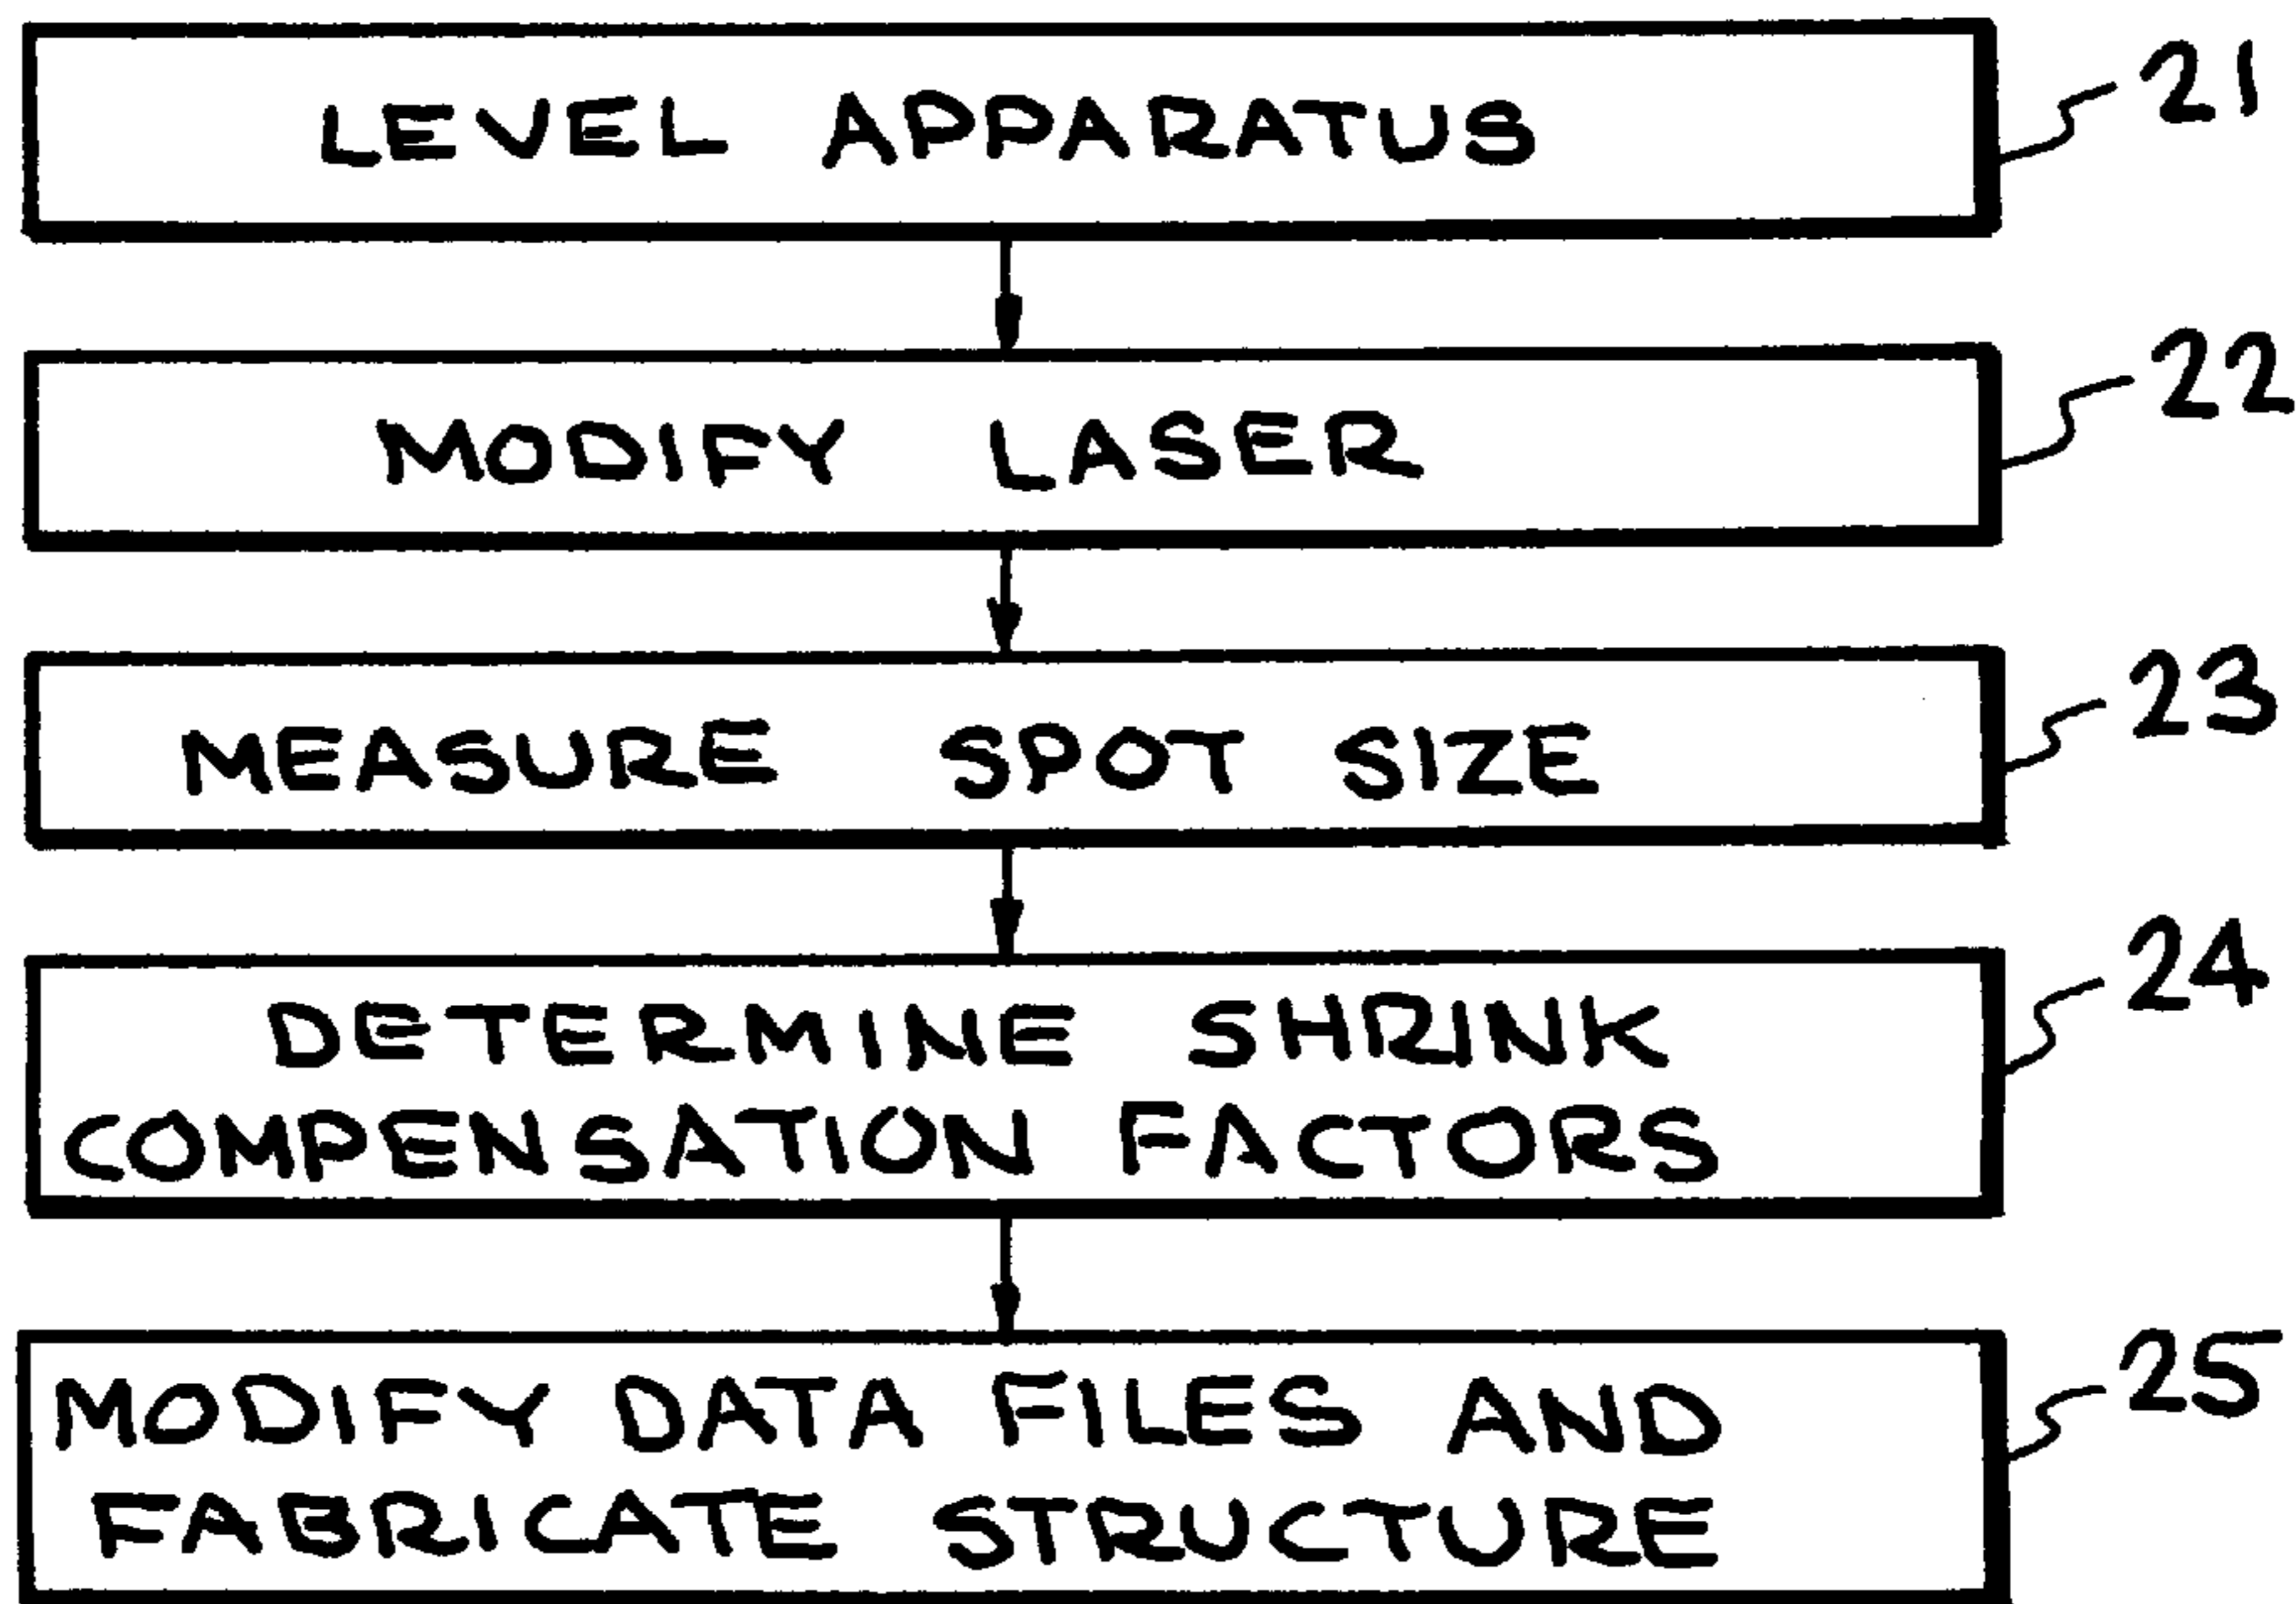 LEVEL APPARATUS 21
MODIFY LASER 22
MEASURE SPOT SIZE 23
DETERMINE SHRINK 24
COMPENSATION FACTORS
MODIFY DATA FILES AND 25
FABRICATE STRUCTURE